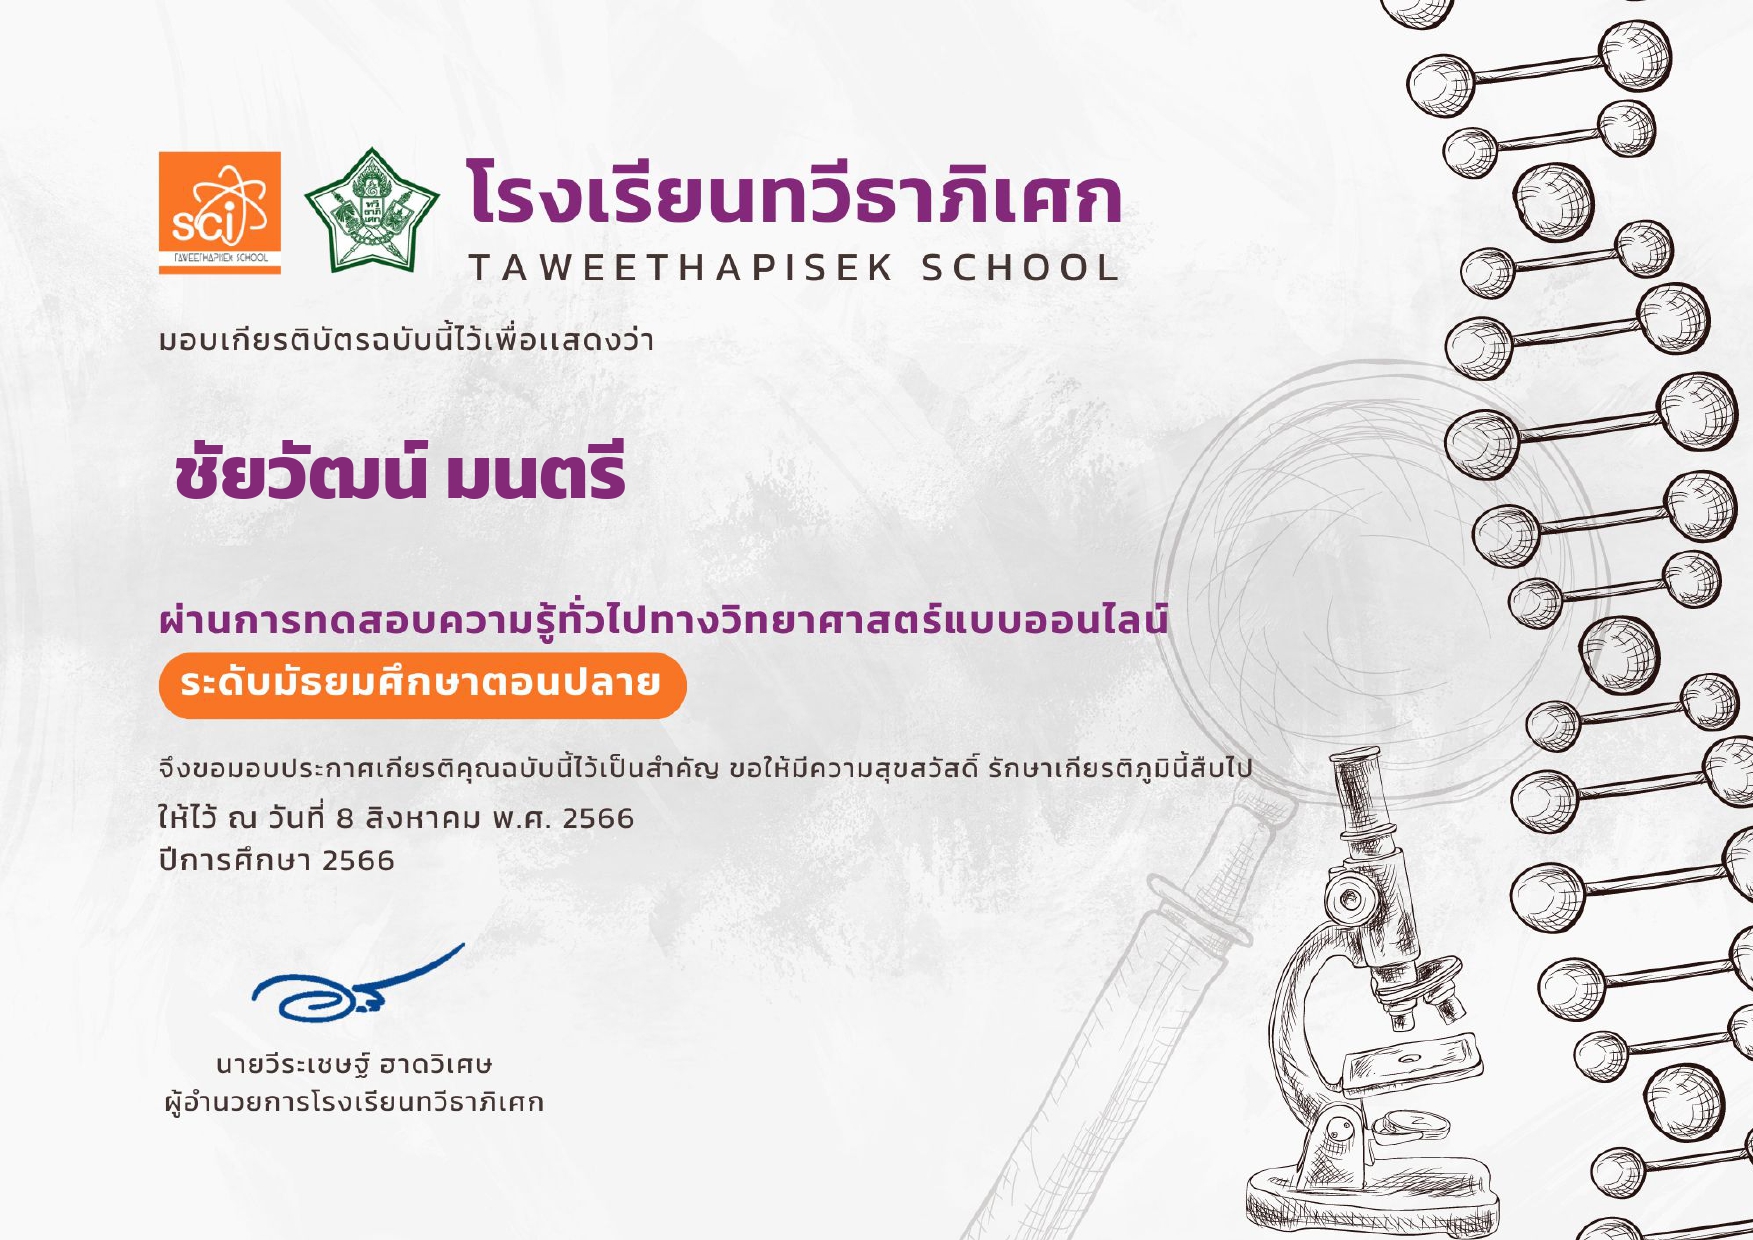 sci
TAWEETHAPISEK SCHOOL
ทวี
ธาภิ
เศก
โรงเรียนทวีธาภิเศก
TAWEETHAPISEK SCHOOL
มอบเกียรติบัตรฉบับนี้ไว้เพื่อแสดงว่า
ชัยวัฒน์ มนตรี
ผ่านการทดสอบความรู้ทั่วไปทางวิทยาศาสตร์แบบออนไลน์
ระดับมัธยมศึกษาตอนปลาย
จึงขอมอบประกาศเกียรติคุณฉบับนี้ไว้เป็นสำคัญ ขอให้มีความสุขสวัสดิ์ รักษาเกียรติภูมินี้สืบไป
ให้ไว้ ณ วันที่ 8 สิงหาคม พ.ศ. 2566
ปีการศึกษา 2566
นายวีระเชษฐ์ ฮาดวิเศษ
ผู้อำนวยการโรงเรียนทวีธาภิเศก